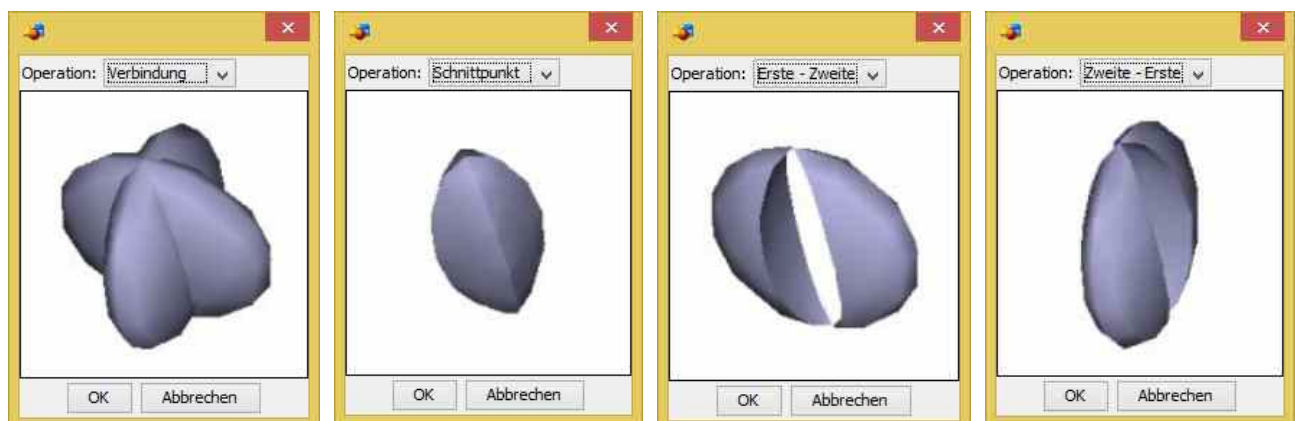 Operation: Verbindung
OK Abbrechen
Operation: Schnittpunkt
OK Abbrechen
Operation: Erste - Zweite
OK Abbrechen
Operation: Zweite - Erste
OK Abbrechen